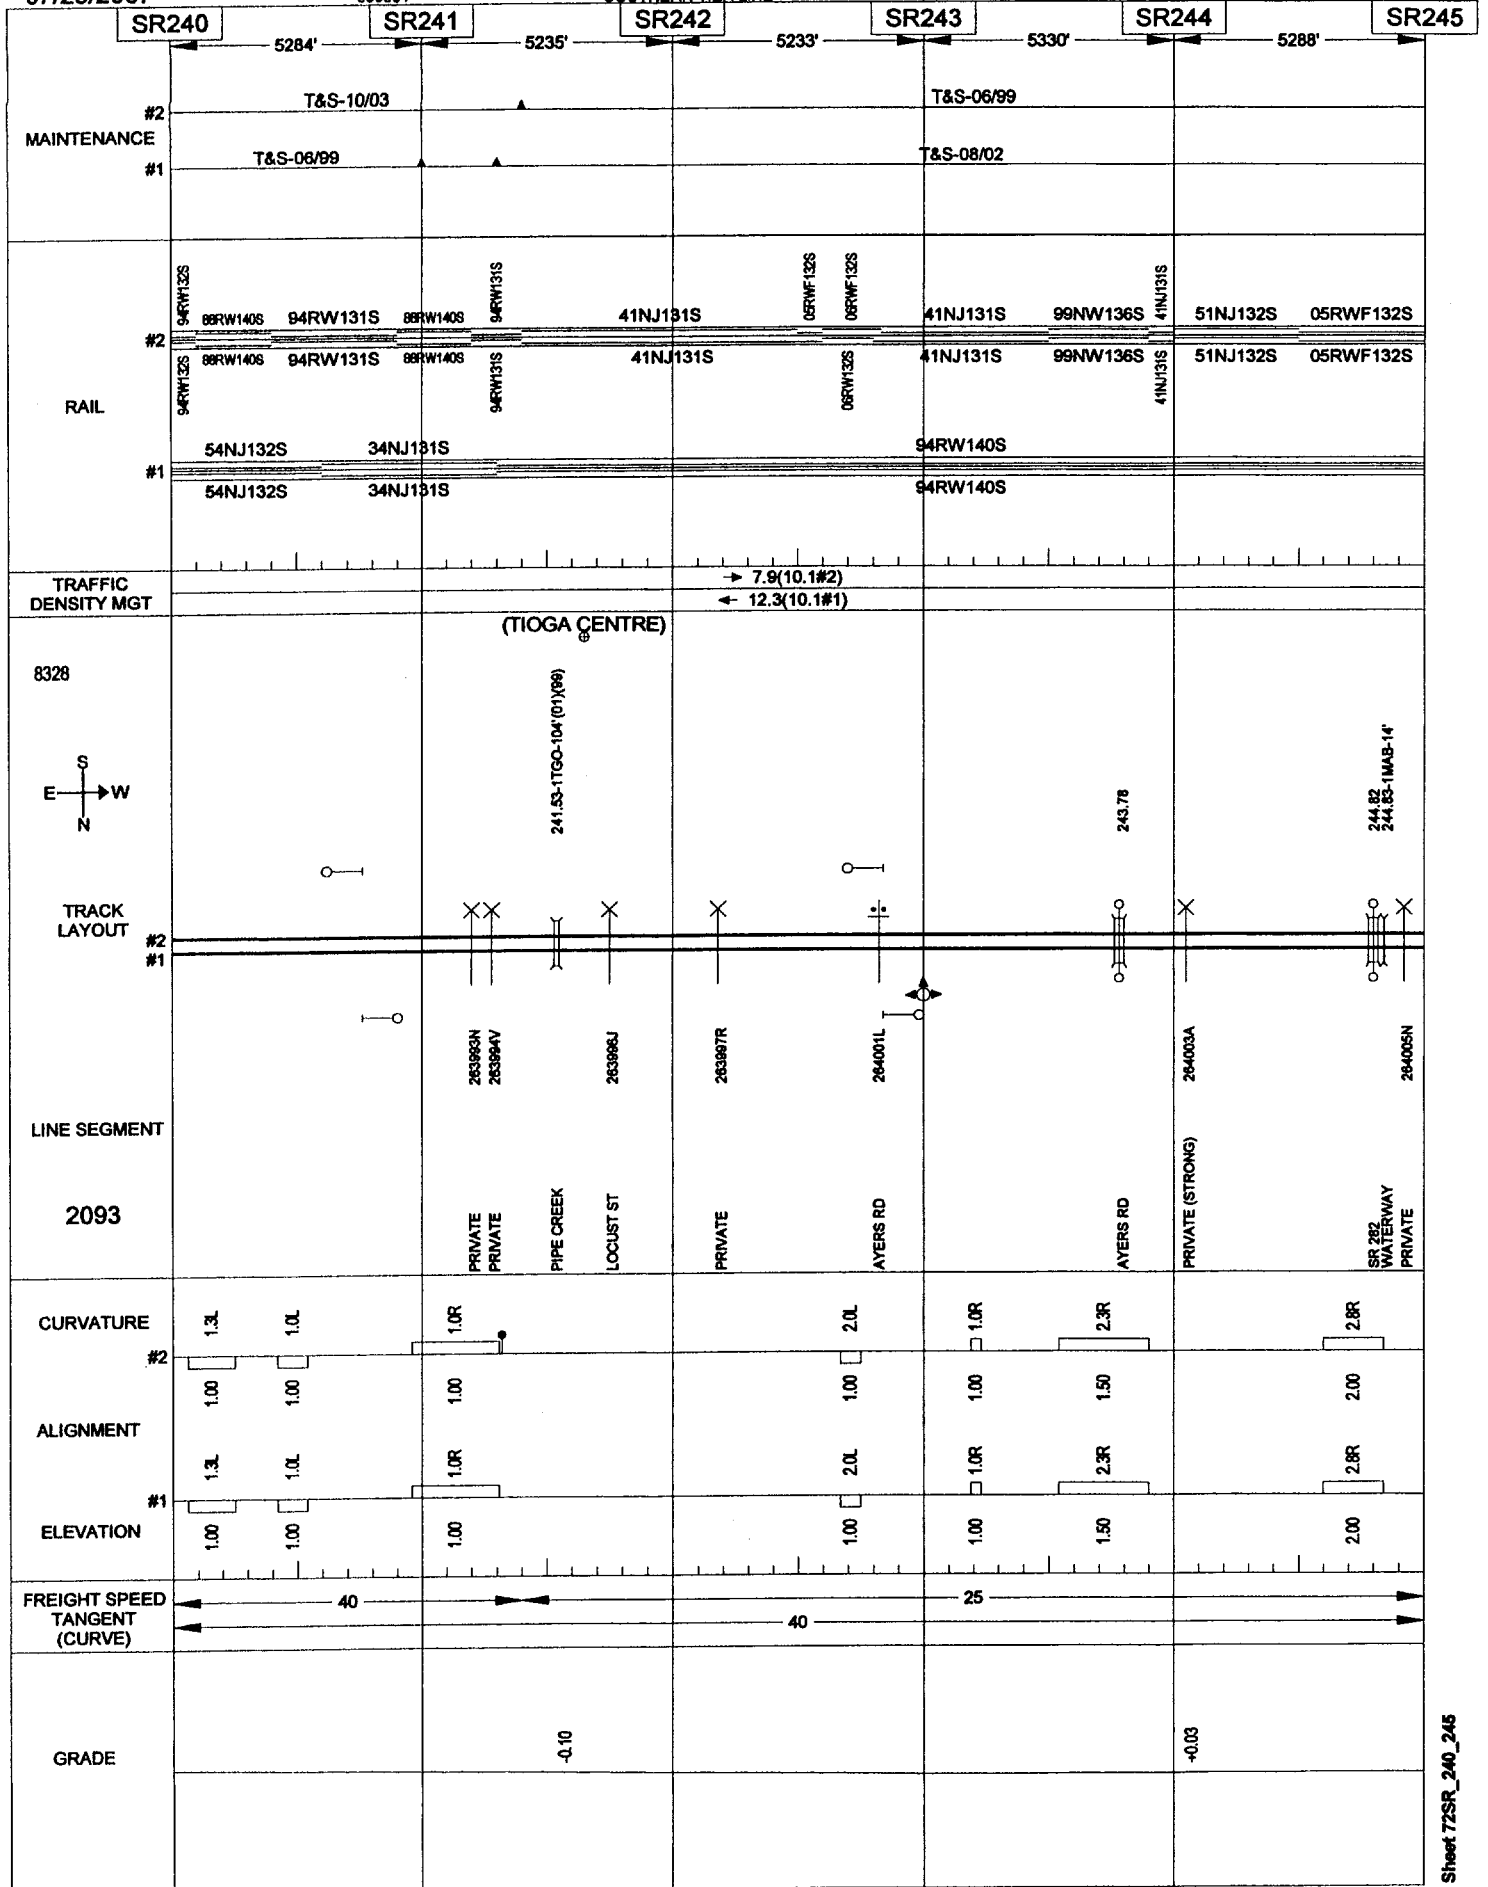 SR240 SR241 SR242 SR243 SR244 SR245
5284' 5235' 5233' 5330' 5288'
MAINTENANCE
#2 T&S-10/03 T&S-06/99
#1 T&S-06/99 T&S-08/02
RAIL
94RW132S 88RW140S 94RW131S 88RW140S 94RW131S 41NJ131S 05RWF132S 06RWF132S 41NJ131S 99NW136S 41NJ131S 51NJ132S 05RWF132S
#2
94RW132S 88RW140S 94RW131S 88RW140S 94RW131S 41NJ131S 06RW132S 41NJ131S 99NW136S 41NJ131S 51NJ132S 05RWF132S
54NJ132S 34NJ131S 94RW140S
#1
54NJ132S 34NJ131S 94RW140S
TRAFFIC
DENSITY MGT
7.9(10.1#2)
12.3(10.1#1)
(TIOGA CENTRE)
8328
S
E W
N
241.53-1TGO-104'(01)(99)
243.78
244.82
244.83-1MAB-14'
TRACK
LAYOUT
#2
#1
263993N
263994V
263996J
263997R
264001L
264003A
264005N
LINE SEGMENT
2093
PRIVATE
PRIVATE
PIPE CREEK
LOCUST ST
PRIVATE
AYERS RD
AYERS RD
PRIVATE (STRONG)
SR 282
WATERWAY
PRIVATE
CURVATURE
1.3L 1.0L 1.0R 2.0L 1.0R 2.3R 2.8R
#2
1.00 1.00 1.00 1.00 1.00 1.50 2.00
ALIGNMENT
1.3L 1.0L 1.0R 2.0L 1.0R 2.3R 2.8R
#1
ELEVATION
1.00 1.00 1.00 1.00 1.00 1.50 2.00
FREIGHT SPEED
TANGENT
(CURVE)
40 25
40
GRADE
-0.10 +0.03
Sheet 72SR_240_245